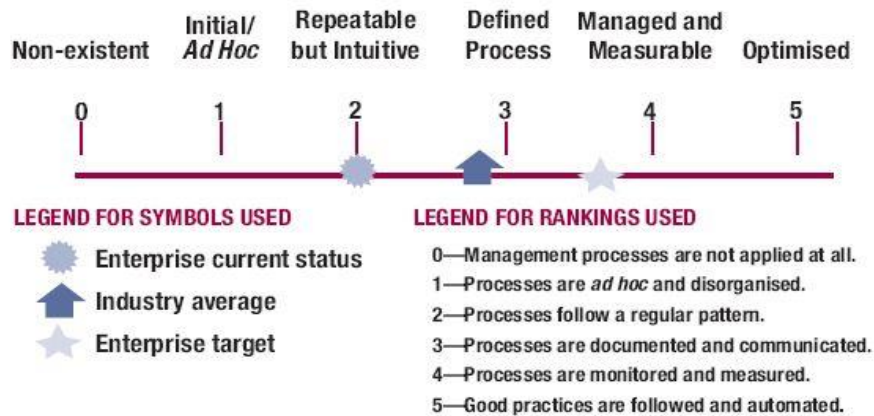 Non-existent
Initial/
Ad Hoc
Repeatable
but Intuitive
Defined
Process
Managed and
Measurable
Optimised
0 1 2 3 4 5
LEGEND FOR SYMBOLS USED
Enterprise current status
Industry average
Enterprise target
LEGEND FOR RANKINGS USED
0—Management processes are not applied at all.
1—Processes are ad hoc and disorganised.
2—Processes follow a regular pattern.
3—Processes are documented and communicated.
4—Processes are monitored and measured.
5—Good practices are followed and automated.